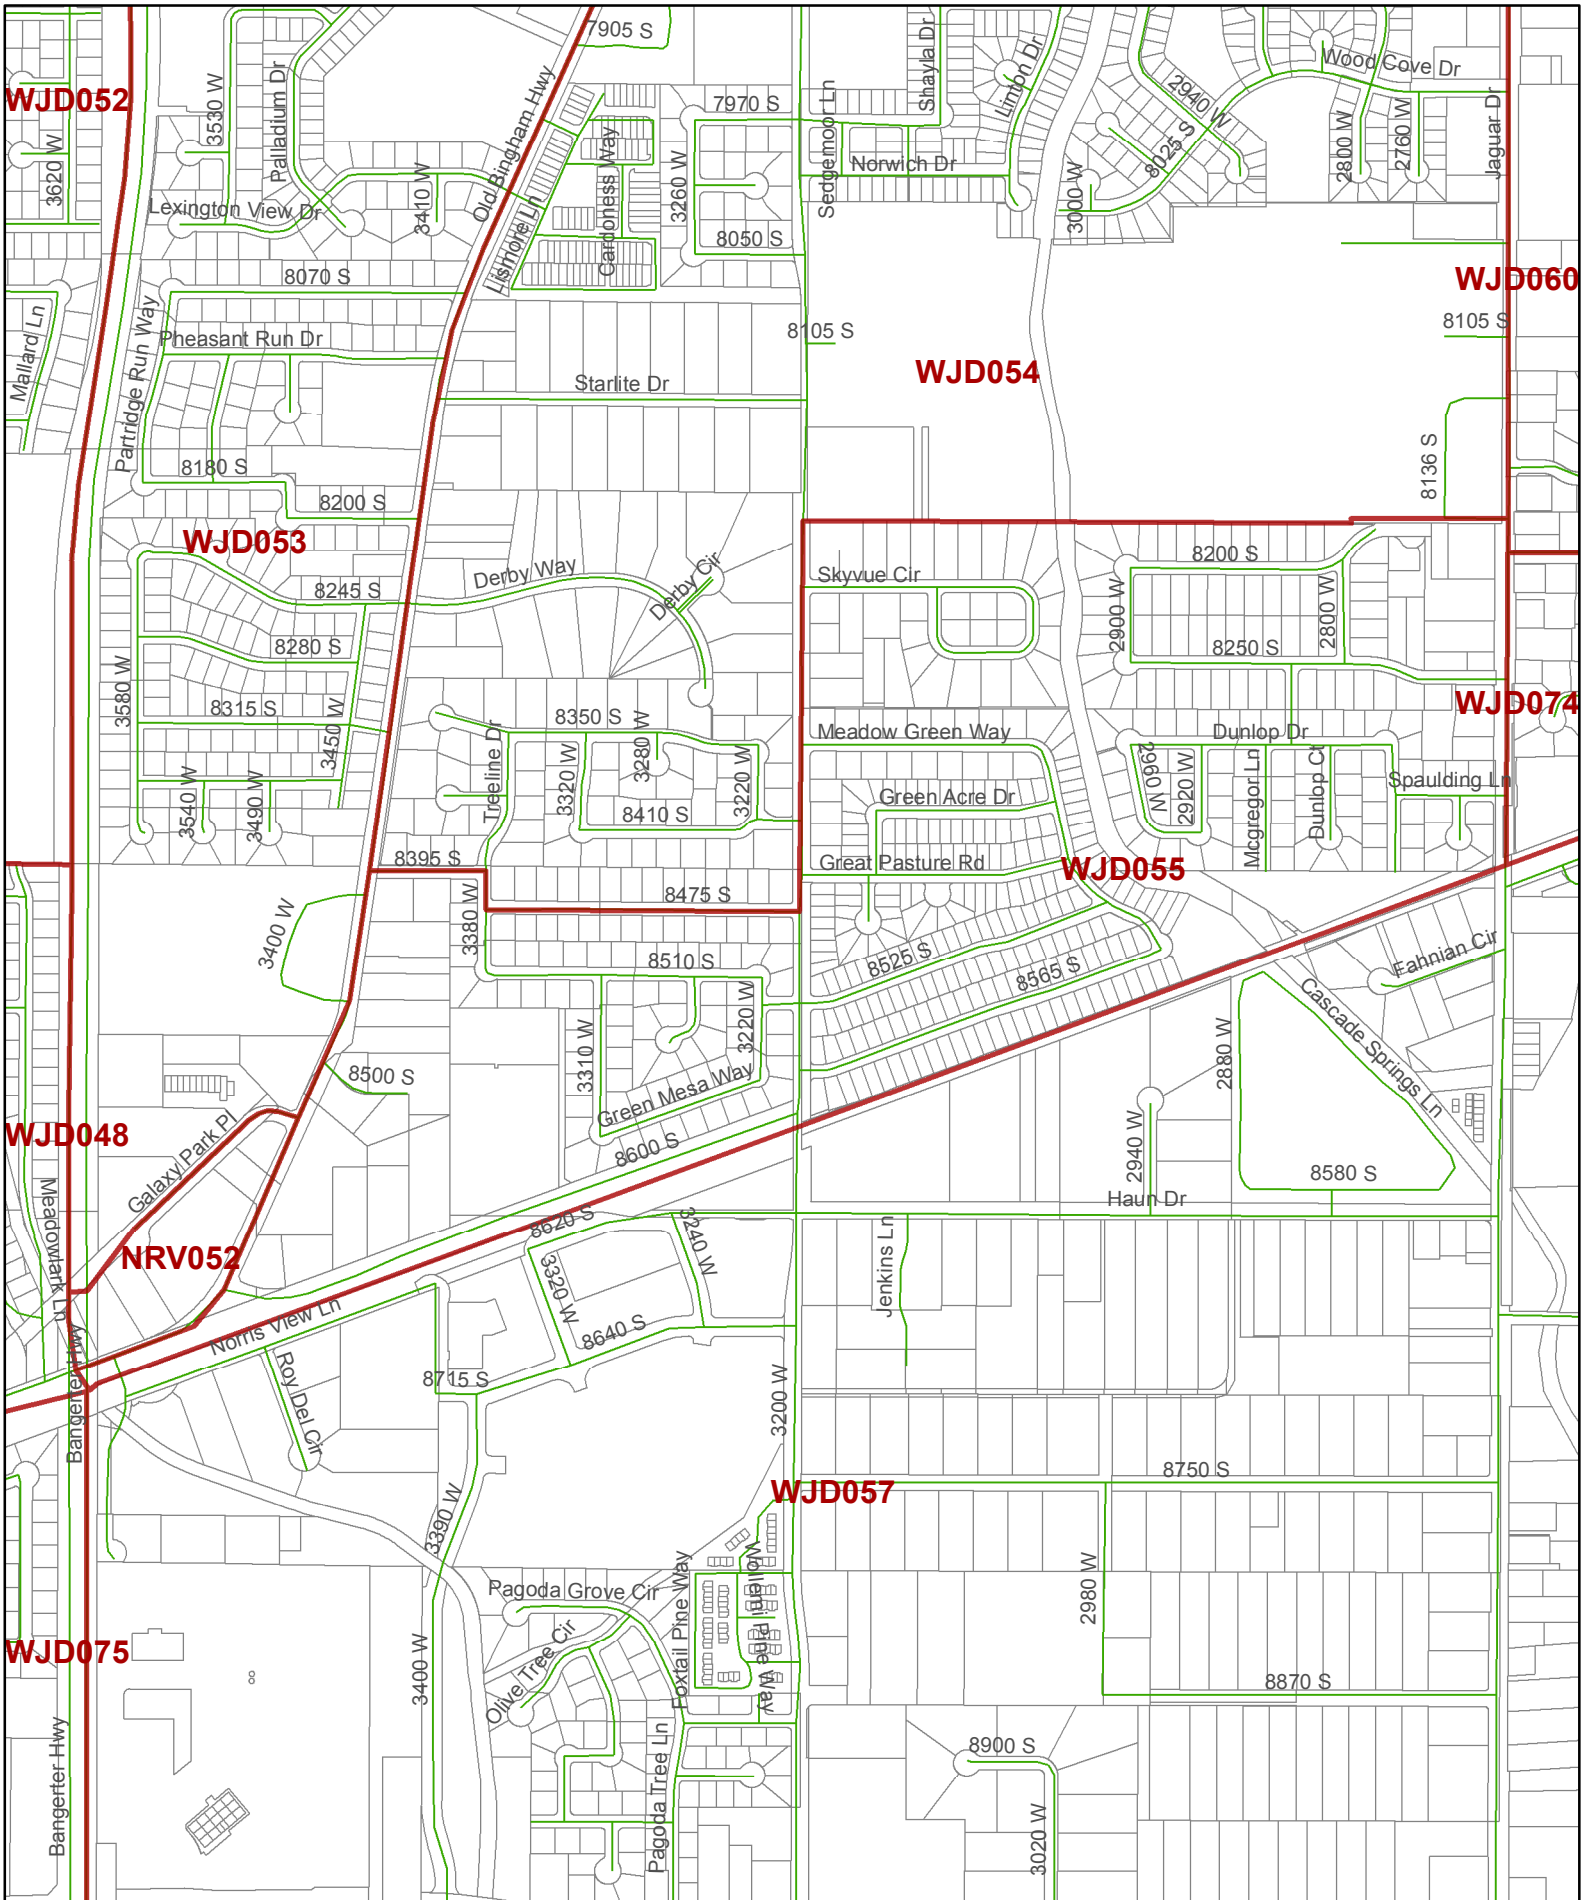 7905 S
WJD052
3530 W
Palladium Dr
Old Bingham Hwy
Shayla Dr
Linton Dr
Wood Cove Dr
2940 W
7970 S
Sedgemoor Ln
Jaguar Dr
3620 W
Cardoness Way
3260 W
Norwich Dr
8025 S
2800 W
2760 W
3000 W
Lexington View Dr
3410 W
Lismore Ln
8050 S
8070 S
WJD060
Mallard Ln
Partridge Run Way
Pheasant Run Dr
8105 S
8105 S
WJD054
Starlite Dr
8136 S
8180 S
8200 S
WJD053
8200 S
Derby Way
Derby Cir
Skyvue Cir
8245 S
2900 W
2800 W
8280 S
8250 S
3580 W
8315 S
3450 W
WJD074
8350 S
Treeline Dr
3320 W
3280 W
3220 W
Meadow Green Way
Dunlop Dr
2960 W
2920 W
Mcgregor Ln
Dunlop Ct
Spaulding Ln
3540 W
3490 W
8410 S
Green Acre Dr
8395 S
Great Pasture Rd
WJD055
8475 S
3400 W
3380 W
8510 S
8525 S
8565 S
Fahnian Cir
3310 W
3220 W
2880 W
Cascade Springs Ln
8500 S
Green Mesa Way
WJD048
Galaxy Park Pl
8600 S
2940 W
8580 S
Meadowlark Ln
Haun Dr
NRV052
8620 S
3240 W
3320 W
Jenkins Ln
Norris View Ln
8640 S
Bangerter Hwy
Roy Del Cir
8715 S
3200 W
8750 S
WJD057
3390 W
Foxtail Pine Way
Wollemi Pine Way
2980 W
Pagoda Grove Cir
WJD075
3400 W
Olive Tree Cir
8870 S
Bangerter Hwy
Pagoda Tree Ln
8900 S
3020 W